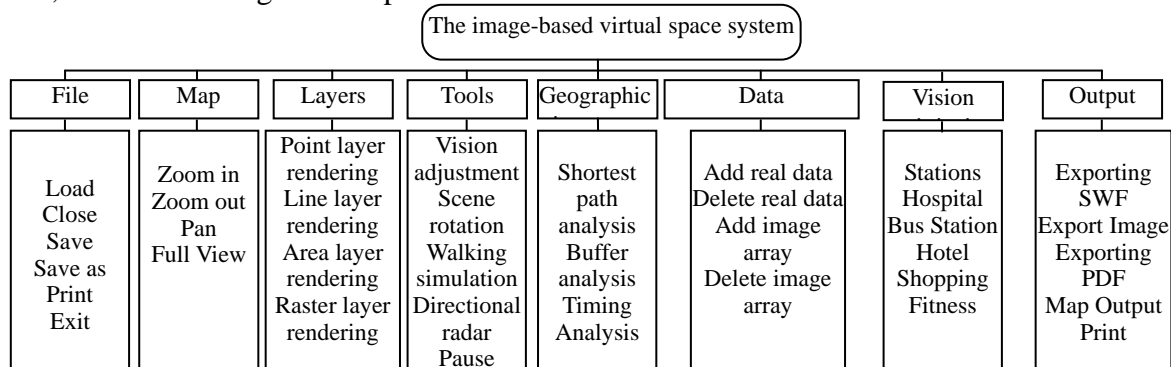 The image-based virtual space system
File
Map
Layers
Tools
Geographic
Data
Vision
Output
Load
Close
Save
Save as
Print
Exit
Zoom in
Zoom out
Pan
Full View
Point layer
rendering
Line layer
rendering
Area layer
rendering
Raster layer
rendering
Vision
adjustment
Scene
rotation
Walking
simulation
Directional
radar
Pause
Shortest
path
analysis
Buffer
analysis
Timing
Analysis
Add real data
Delete real data
Add image
array
Delete image
array
Stations
Hospital
Bus Station
Hotel
Shopping
Fitness
Exporting
SWF
Export Image
Exporting
PDF
Map Output
Print